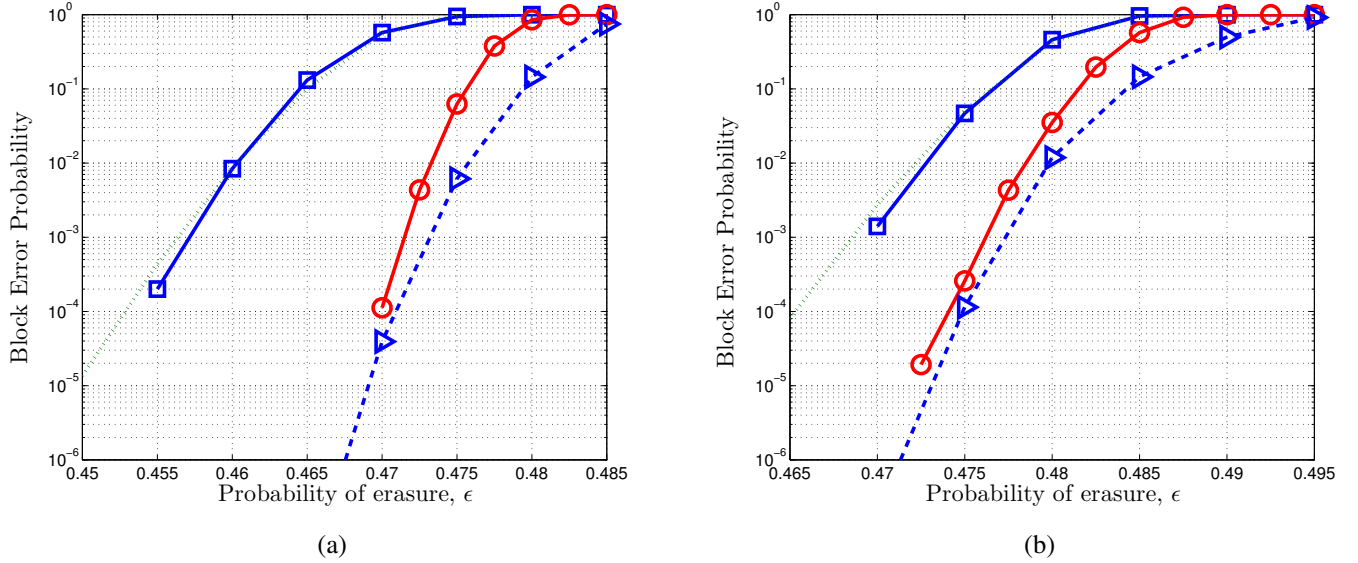 10^0
10^-1
10^-2
10^-3
10^-4
10^-5
10^-6
Block Error Probability
0.45 0.455 0.46 0.465 0.47 0.475 0.48 0.485
Probability of erasure, ϵ
(a)
10^0
10^-1
10^-2
10^-3
10^-4
10^-5
10^-6
Block Error Probability
0.465 0.47 0.475 0.48 0.485 0.49 0.495
Probability of erasure, ϵ
(b)